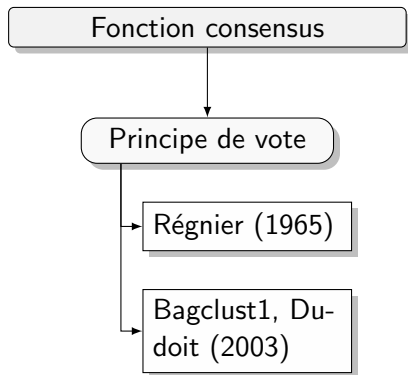 Fonction consensus
Principe de vote
Régnier (1965)
Bagclust1, Du-
doit (2003)